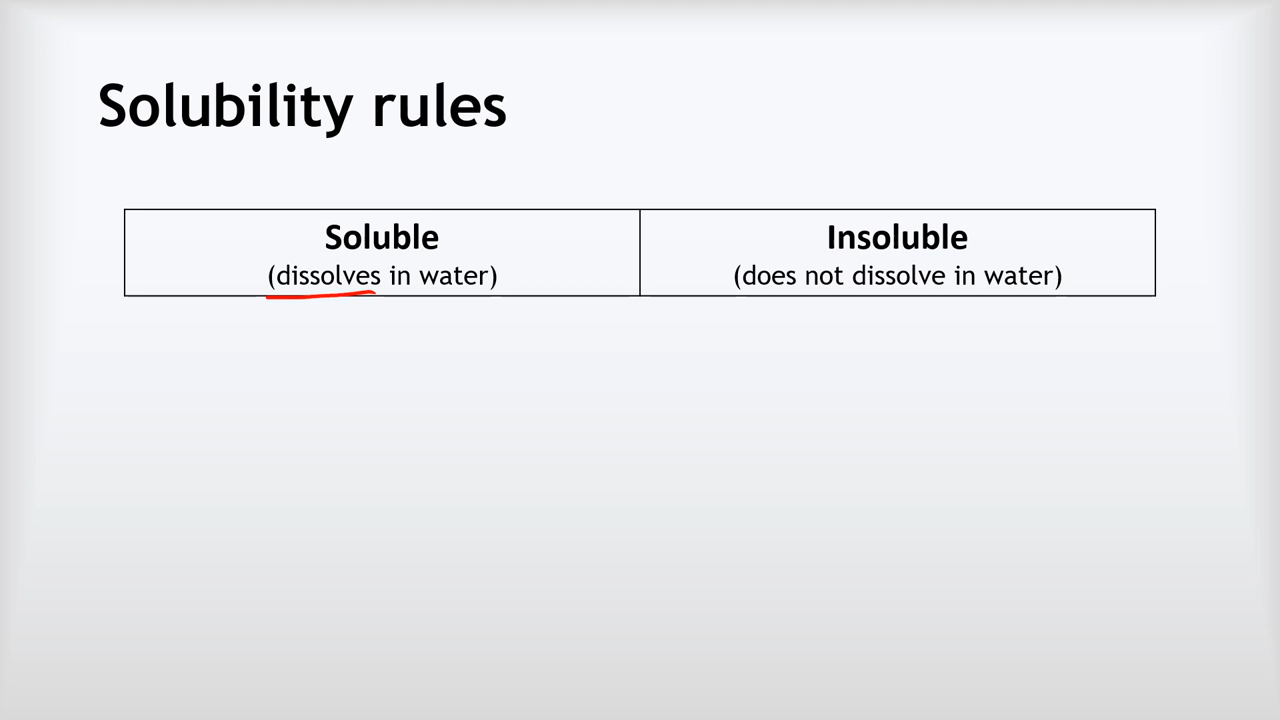 Solubility rules
Soluble
(dissolves in water)
Insoluble
(does not dissolve in water)